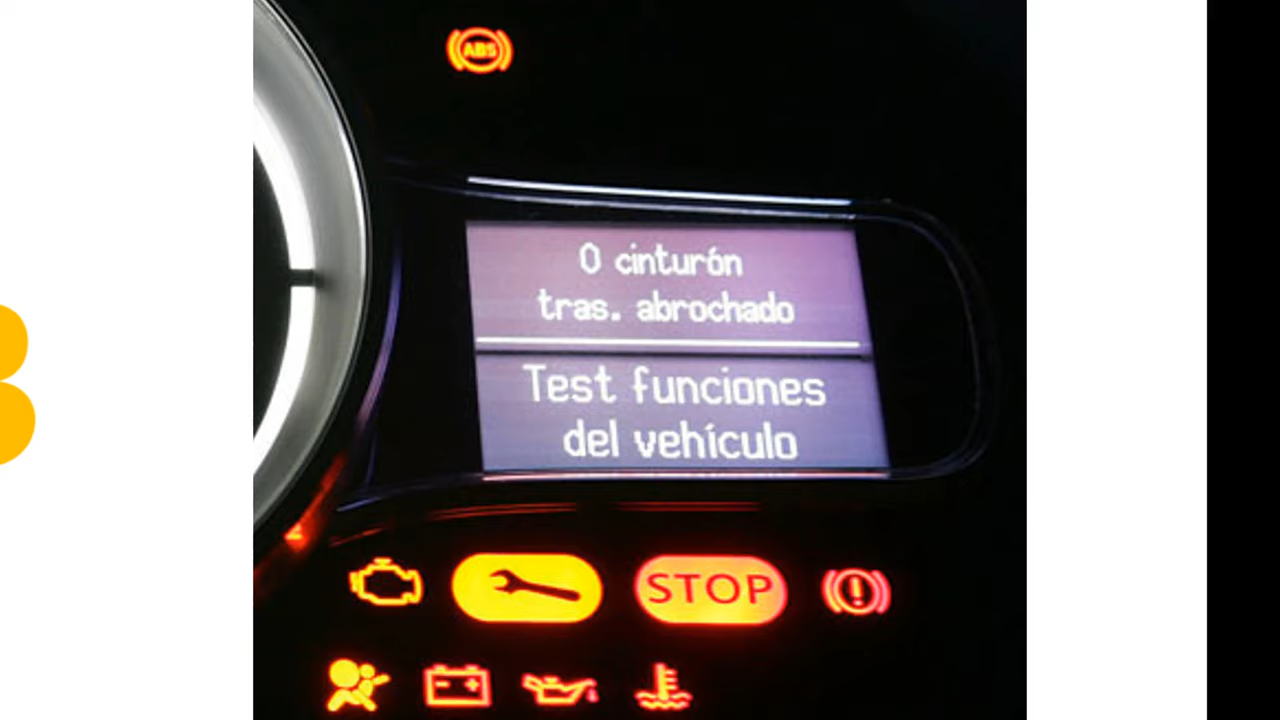 ABS
0 cinturón
tras. abrochado
Test funciones
del vehículo
STOP